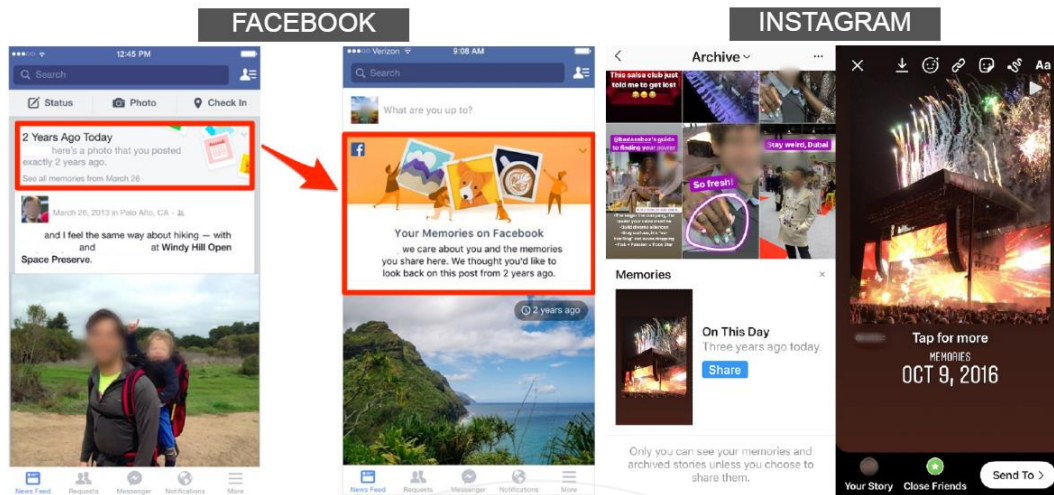 FACEBOOK
INSTAGRAM
12:45 PM
Search
Status
Photo
Check In
2 Years Ago Today
here's a photo that you posted
exactly 2 years ago.
See all memories from March 26
March 26, 2013 in Palo Alto, CA
and I feel the same way about hiking — with
and at Windy Hill Open
Space Preserve.
News Feed
Requests
Messenger
Notifications
More
Verizon
9:08 AM
Search
What are you up to?
Your Memories on Facebook
we care about you and the memories
you share here. We thought you'd like to
look back on this post from 2 years ago.
2 years ago
News Feed
Requests
Messenger
Notifications
More
Archive
This salsa club just
told me to get lost
guide
to finding your
So fresh!
Stay weird, Dubai
Memories
On This Day
Three years ago today.
Share
Only you can see your memories and
archived stories unless you choose to
share them.
Aa
Tap for more
MEMORIES
OCT 9, 2016
Your Story
Close Friends
Send To >